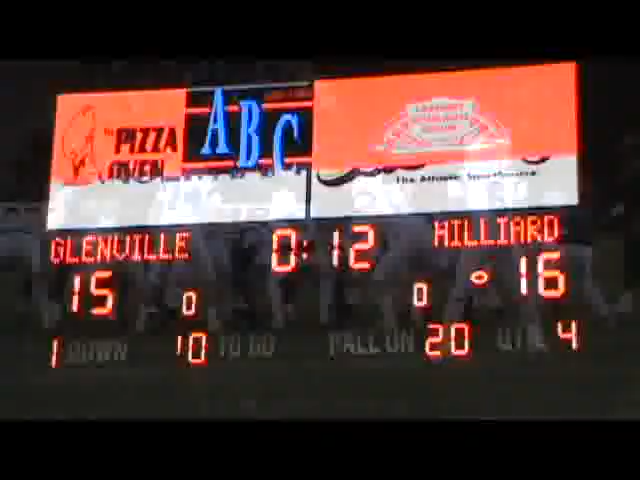 THE PIZZA
OVEN
ABC
The Athletic
GLENVILLE 0:12 HILLIARD
15 0 0 16
1 DOWN 10 TO GO BALL ON 20 QTR 4